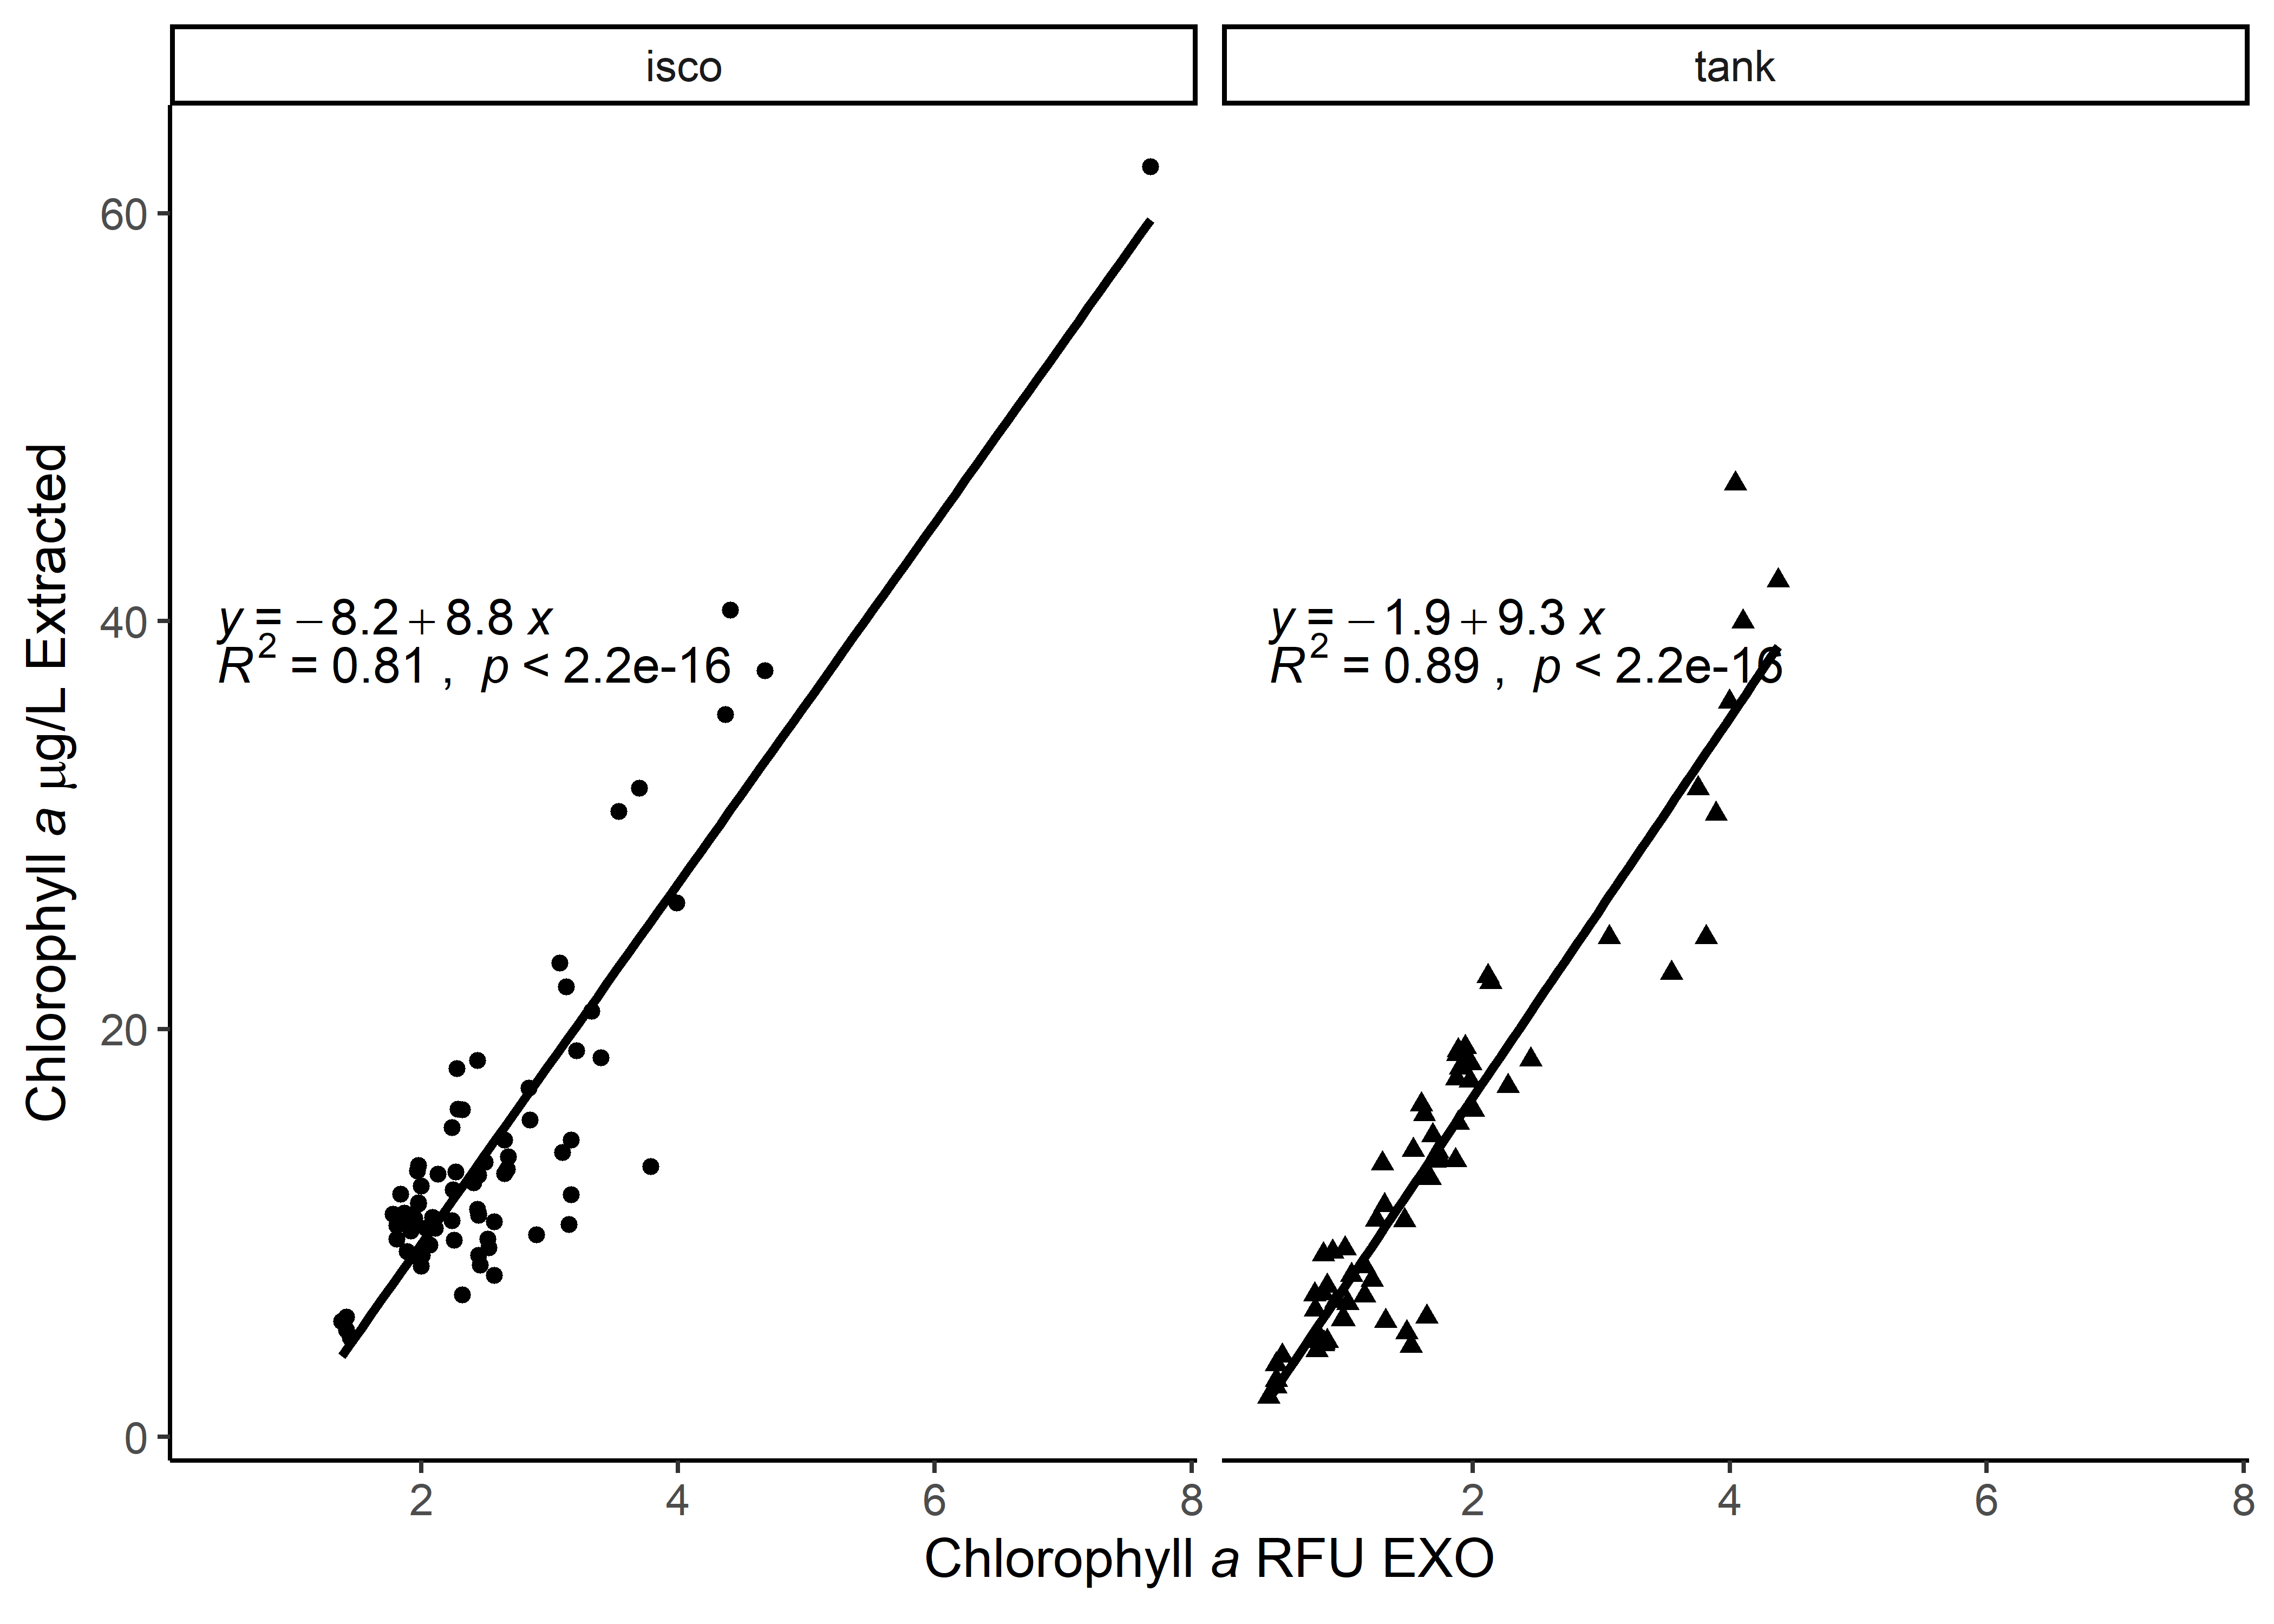 isco
tank
Chlorophyll a µg/L Extracted
60
40
20
0
y = −8.2 + 8.8 x
R² = 0.81 , p < 2.2e-16
y = −1.9 + 9.3 x
R² = 0.89 , p < 2.2e-16
2 4 6 8
2 4 6 8
Chlorophyll a RFU EXO